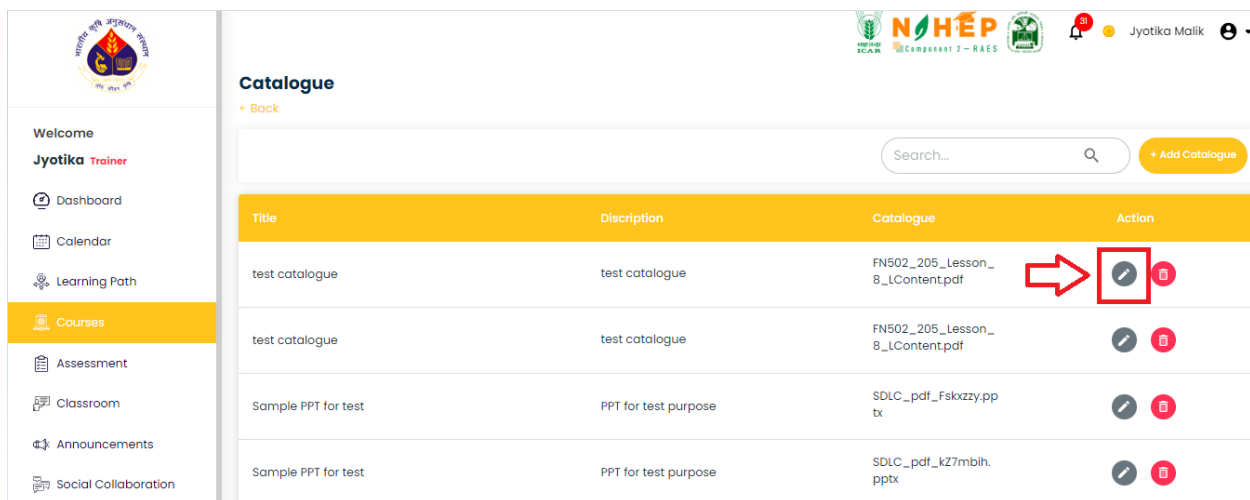 भारतीय कृषि अनुसंधान संस्थान
ICAR
NAHEP
Component 2 – RAES
31
Jyotika Malik
Catalogue
← Back
Welcome
Jyotika Trainer
Search...
+ Add Catalogue
Dashboard
Calendar
Learning Path
Courses
Assessment
Classroom
Announcements
Social Collaboration
Title Discription Catalogue Action
test catalogue test catalogue FN502_205_Lesson_
8_LContent.pdf
test catalogue test catalogue FN502_205_Lesson_
8_LContent.pdf
Sample PPT for test PPT for test purpose SDLC_pdf_Fskxzzy.pp
tx
Sample PPT for test PPT for test purpose SDLC_pdf_kZ7mbih.
pptx